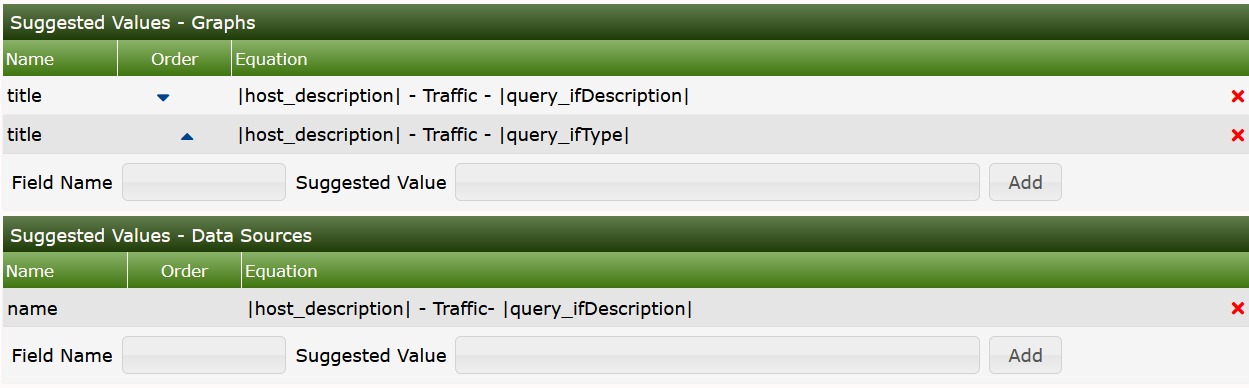 Suggested Values - Graphs
Name Order Equation
title |host_description| - Traffic - |query_ifDescription|
title |host_description| - Traffic - |query_ifType|
Field Name Suggested Value Add
Suggested Values - Data Sources
Name Order Equation
name |host_description| - Traffic- |query_ifDescription|
Field Name Suggested Value Add